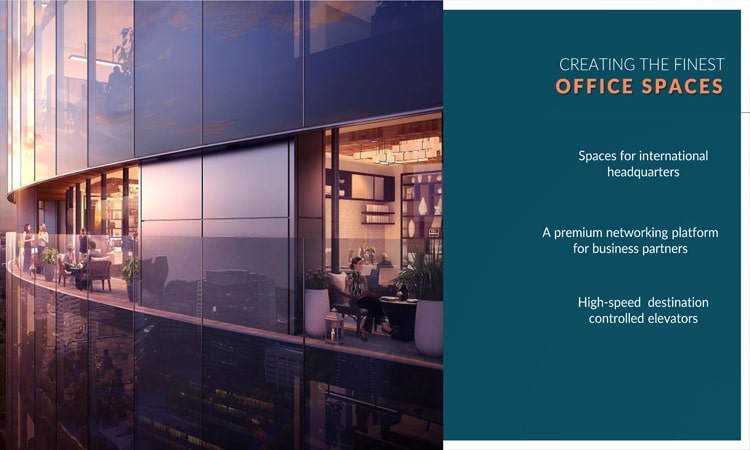 CREATING THE FINEST
OFFICE SPACES
Spaces for international
headquarters
A premium networking platform
for business partners
High-speed destination
controlled elevators